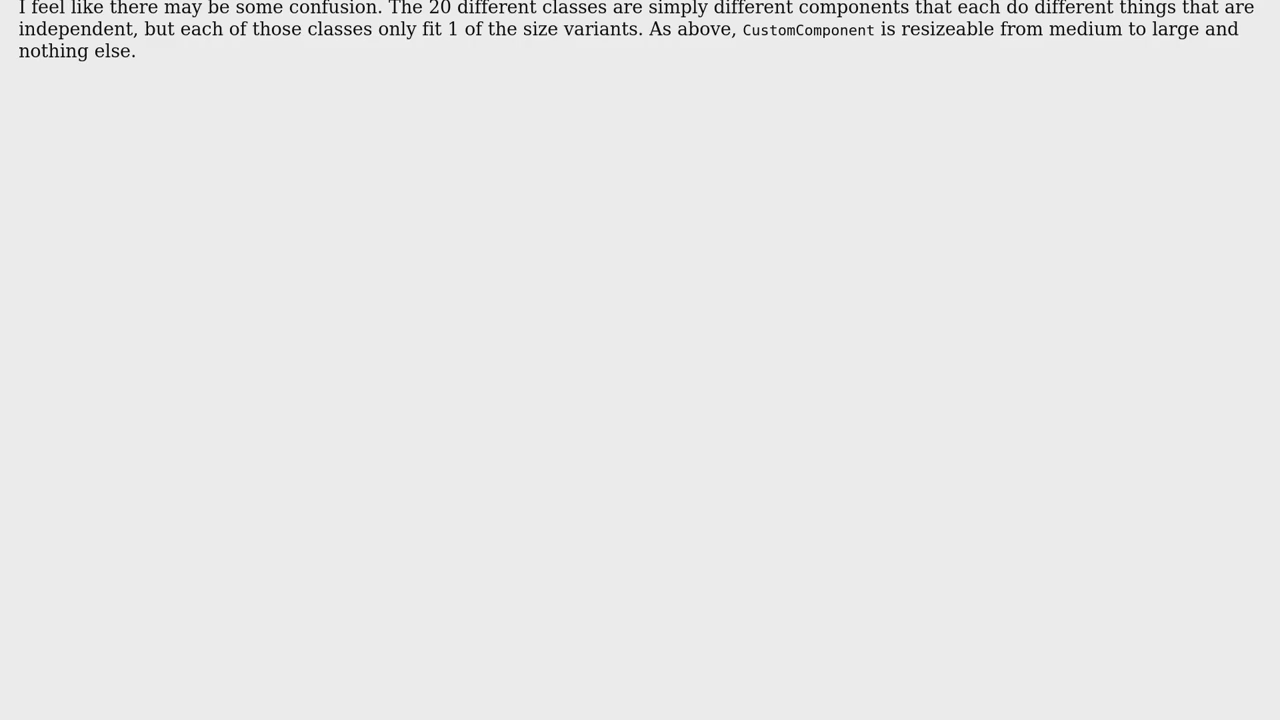 I feel like there may be some confusion. The 20 different classes are simply different components that each do different things that are
independent, but each of those classes only fit 1 of the size variants. As above, CustomComponent is resizeable from medium to large and
nothing else.